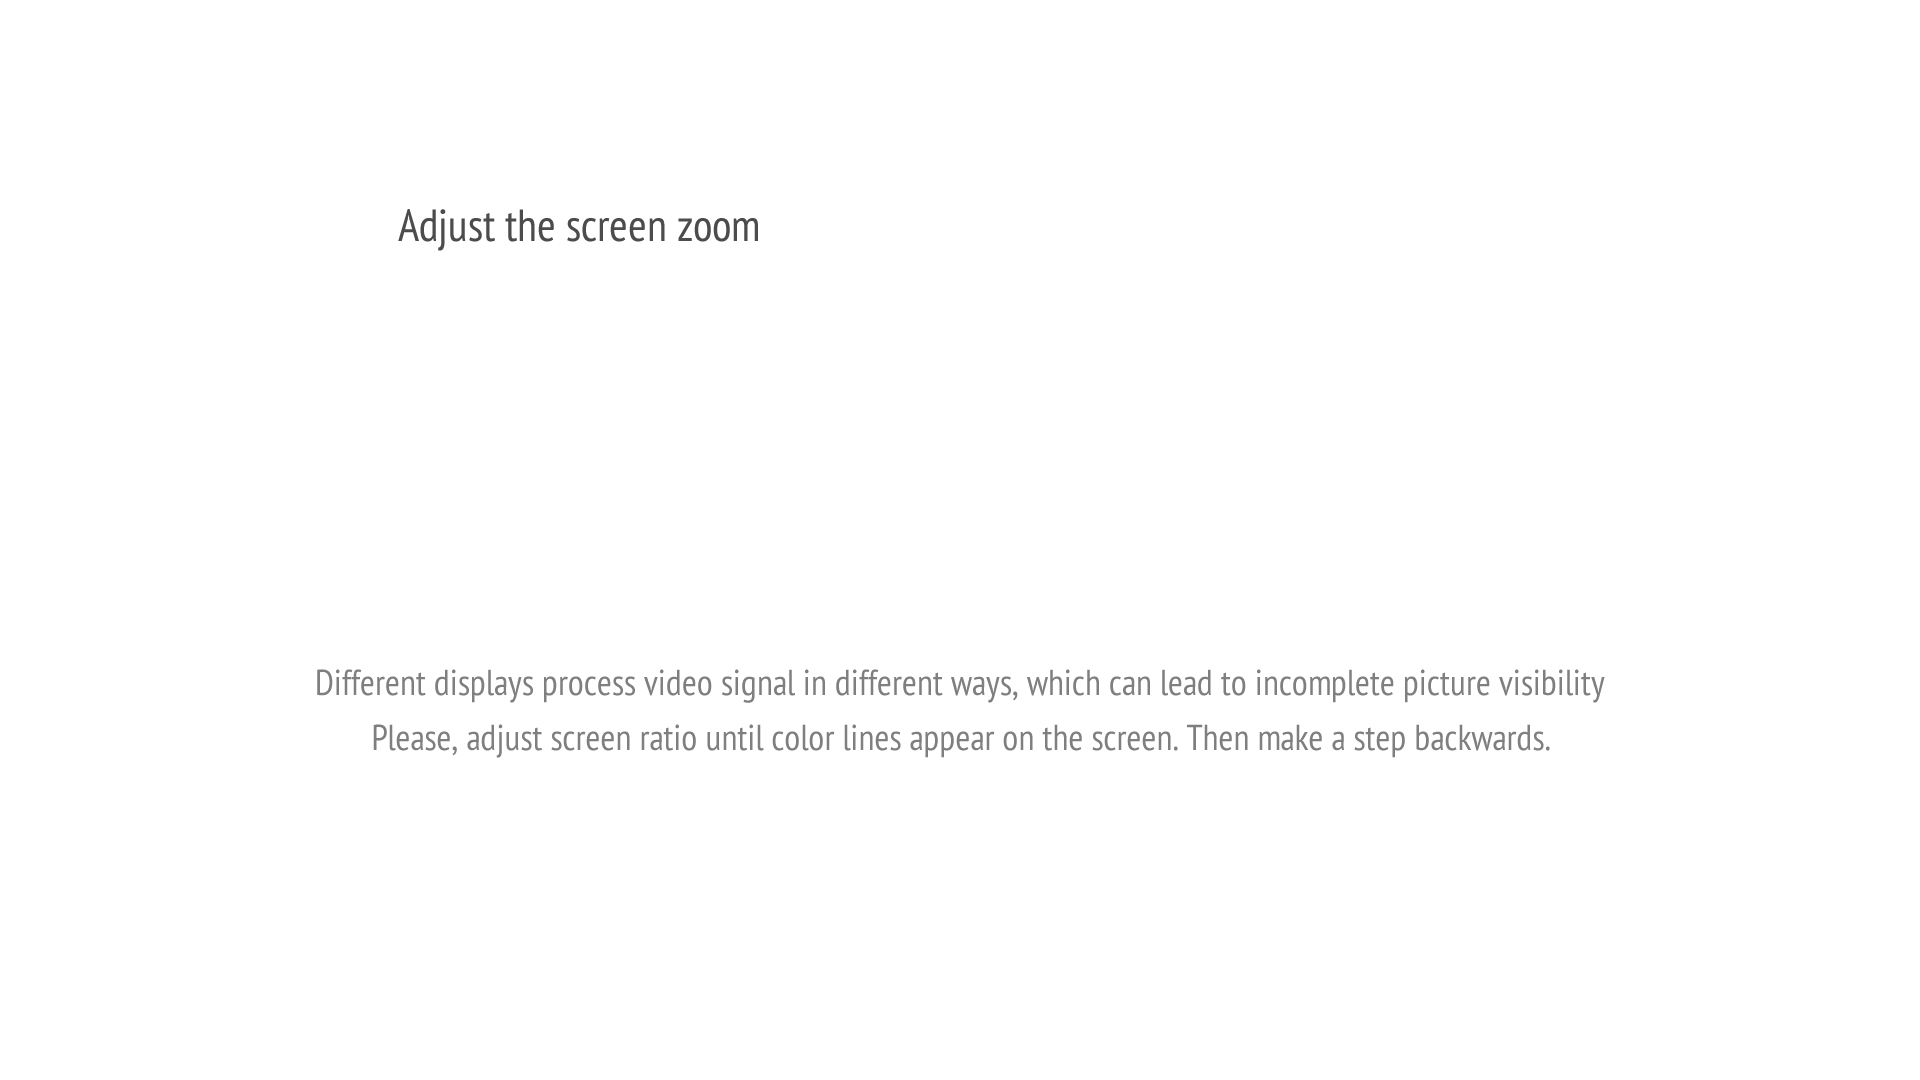 Adjust the screen zoom
Different displays process video signal in different ways, which can lead to incomplete picture visibility
Please, adjust screen ratio until color lines appear on the screen. Then make a step backwards.